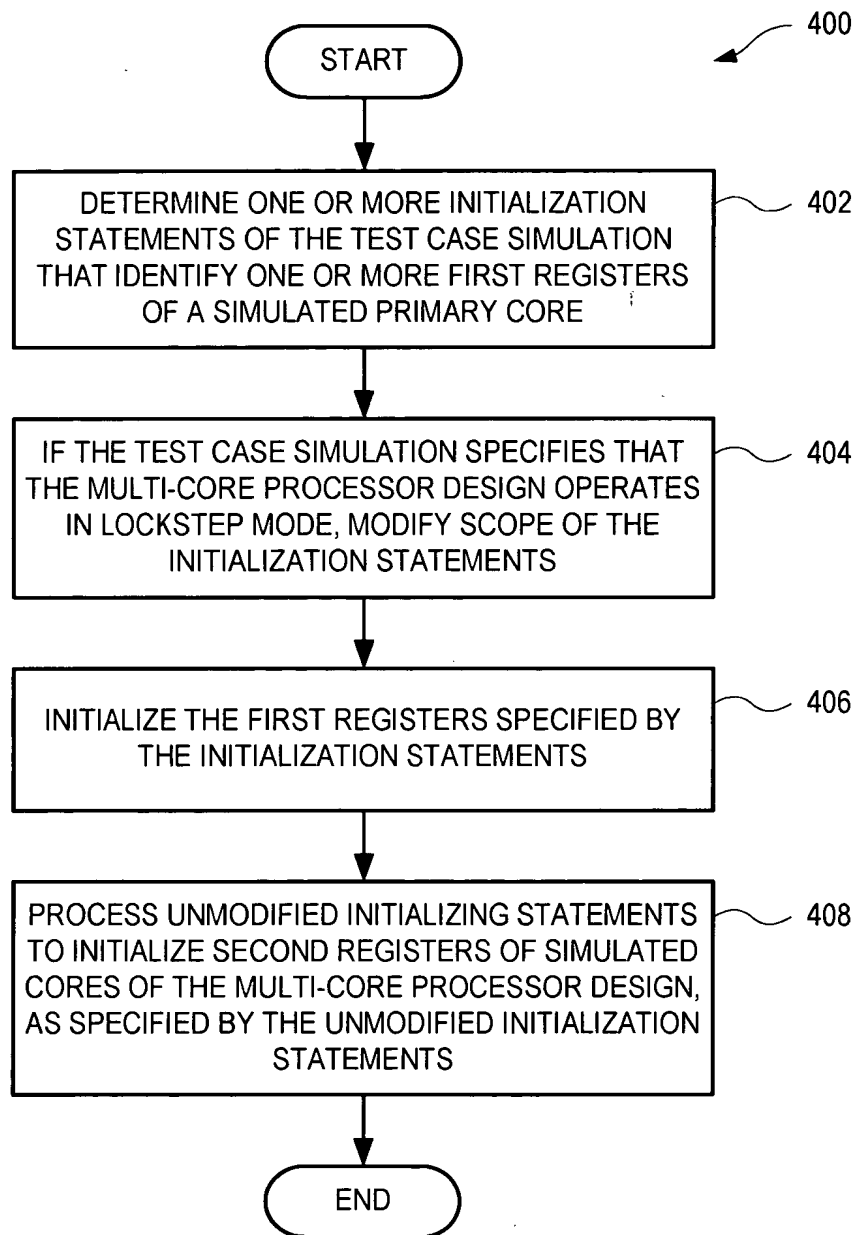 400
START
DETERMINE ONE OR MORE INITIALIZATION
STATEMENTS OF THE TEST CASE SIMULATION
THAT IDENTIFY ONE OR MORE FIRST REGISTERS
OF A SIMULATED PRIMARY CORE
402
IF THE TEST CASE SIMULATION SPECIFIES THAT
THE MULTI-CORE PROCESSOR DESIGN OPERATES
IN LOCKSTEP MODE, MODIFY SCOPE OF THE
INITIALIZATION STATEMENTS
404
INITIALIZE THE FIRST REGISTERS SPECIFIED BY
THE INITIALIZATION STATEMENTS
406
PROCESS UNMODIFIED INITIALIZING STATEMENTS
TO INITIALIZE SECOND REGISTERS OF SIMULATED
CORES OF THE MULTI-CORE PROCESSOR DESIGN,
AS SPECIFIED BY THE UNMODIFIED INITIALIZATION
STATEMENTS
408
END